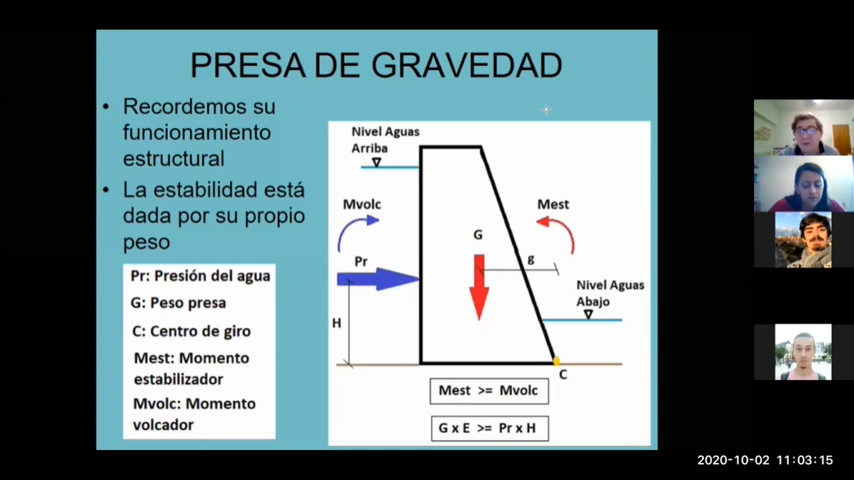 PRESA DE GRAVEDAD
• Recordemos su
funcionamiento
estructural
• La estabilidad está
dada por su propio
peso
Pr: Presión del agua
G: Peso presa
C: Centro de giro
Mest: Momento
estabilizador
Mvolc: Momento
volcador
Nivel Aguas
Arriba
Mvolc
Mest
G
Pr
g
Nivel Aguas
Abajo
H
C
Mest >= Mvolc
G x E >= Pr x H
2020-10-02 11:03:15